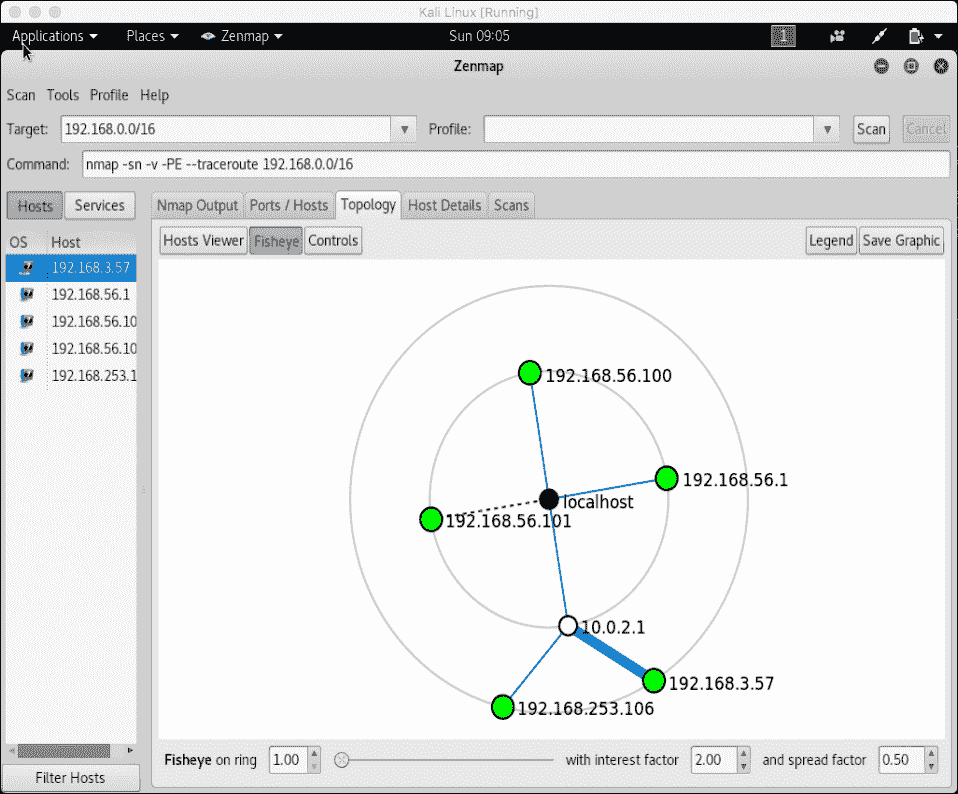 Kali Linux [Running]
Applications Places Zenmap Sun 09:05 1
Zenmap
Scan Tools Profile Help
Target: 192.168.0.0/16 Profile: Scan Cancel
Command: nmap -sn -v -PE --traceroute 192.168.0.0/16
Hosts Services Nmap Output Ports / Hosts Topology Host Details Scans
Hosts Viewer Fisheye Controls Legend Save Graphic
OS Host
192.168.3.57
192.168.56.1
192.168.56.10
192.168.56.10
192.168.253.1
192.168.56.100
192.168.56.1
localhost
192.168.56.101
10.0.2.1
192.168.3.57
192.168.253.106
Fisheye on ring 1.00 with interest factor 2.00 and spread factor 0.50
Filter Hosts